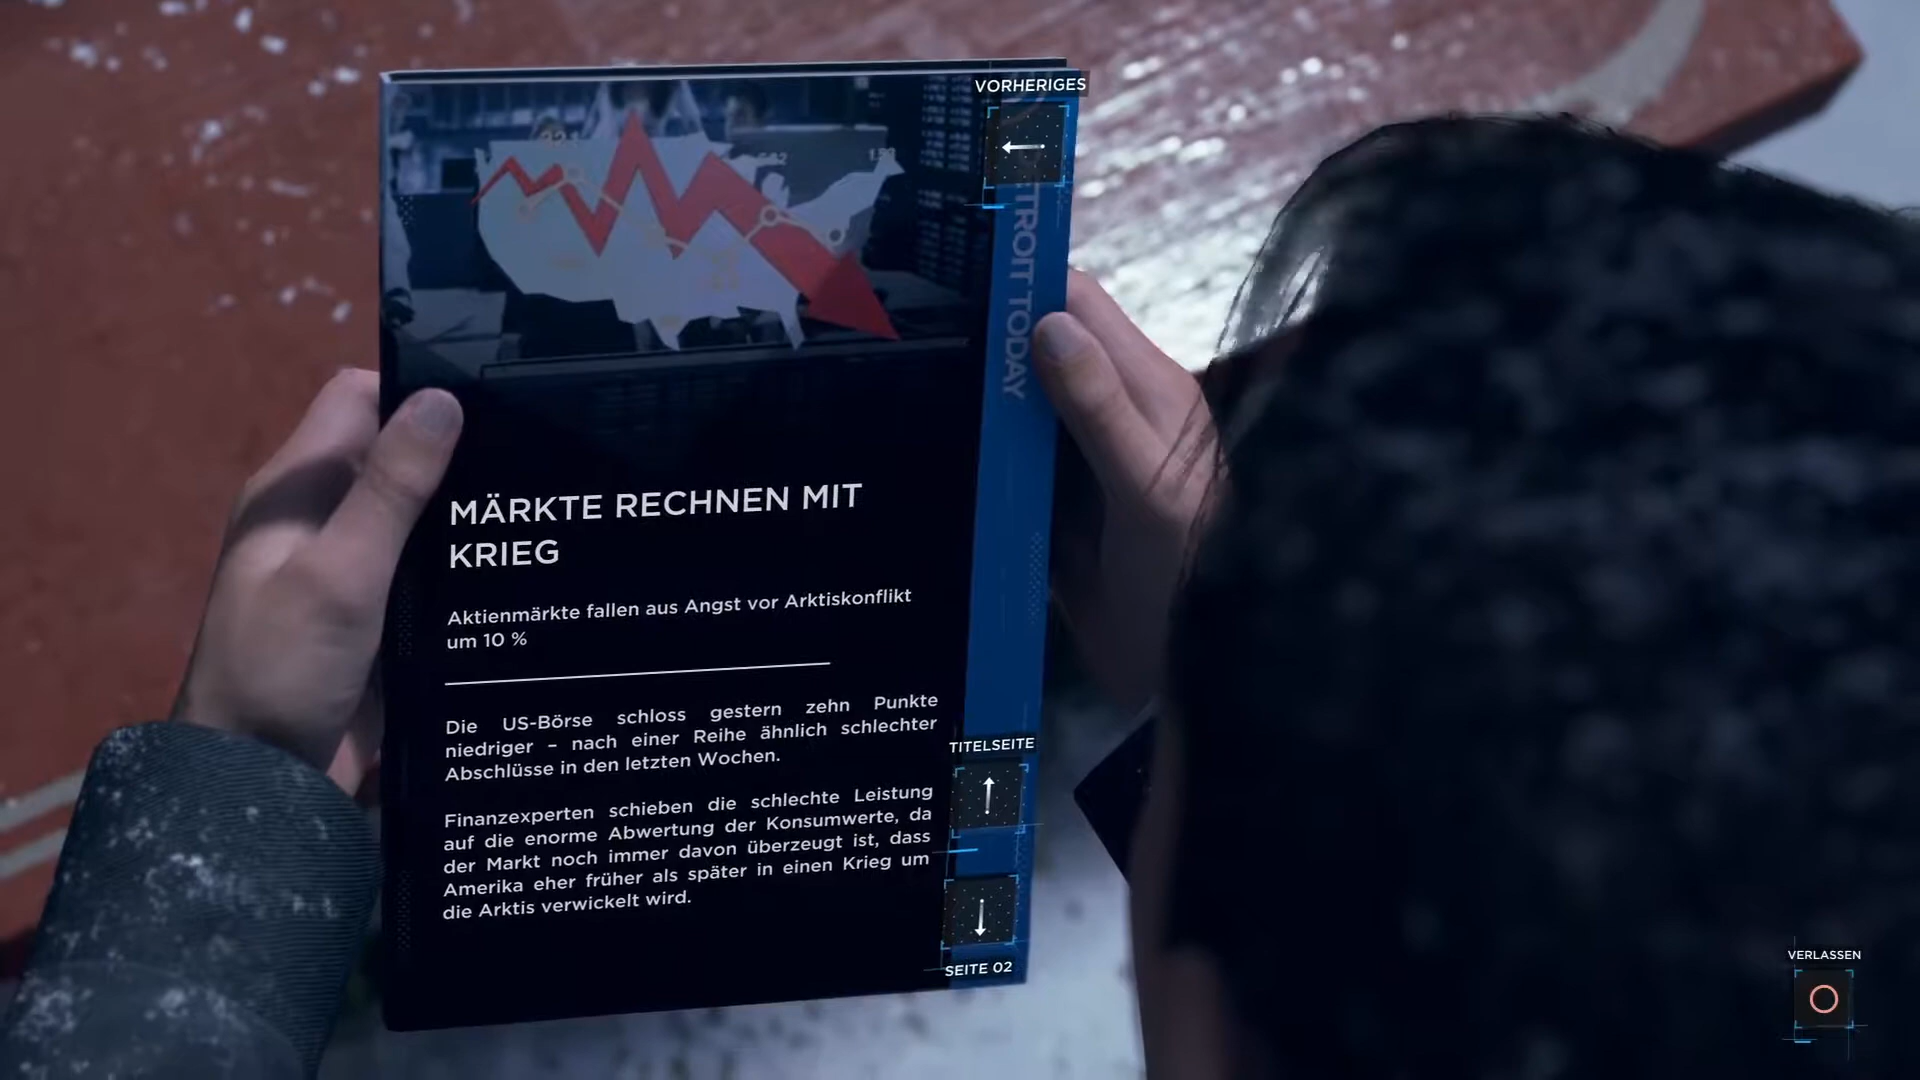 VORHERIGES
TROIT TODAY
MÄRKTE RECHNEN MIT
KRIEG
Aktienmärkte fallen aus Angst vor Arktiskonflikt
um 10 %
Die US-Börse schloss gestern zehn Punkte
niedriger – nach einer Reihe ähnlich schlechter
Abschlüsse in den letzten Wochen.
Finanzexperten schieben die schlechte Leistung
auf die enorme Abwertung der Konsumwerte, da
der Markt noch immer davon überzeugt ist, dass
Amerika eher früher als später in einen Krieg um
die Arktis verwickelt wird.
TITELSEITE
SEITE 02
VERLASSEN